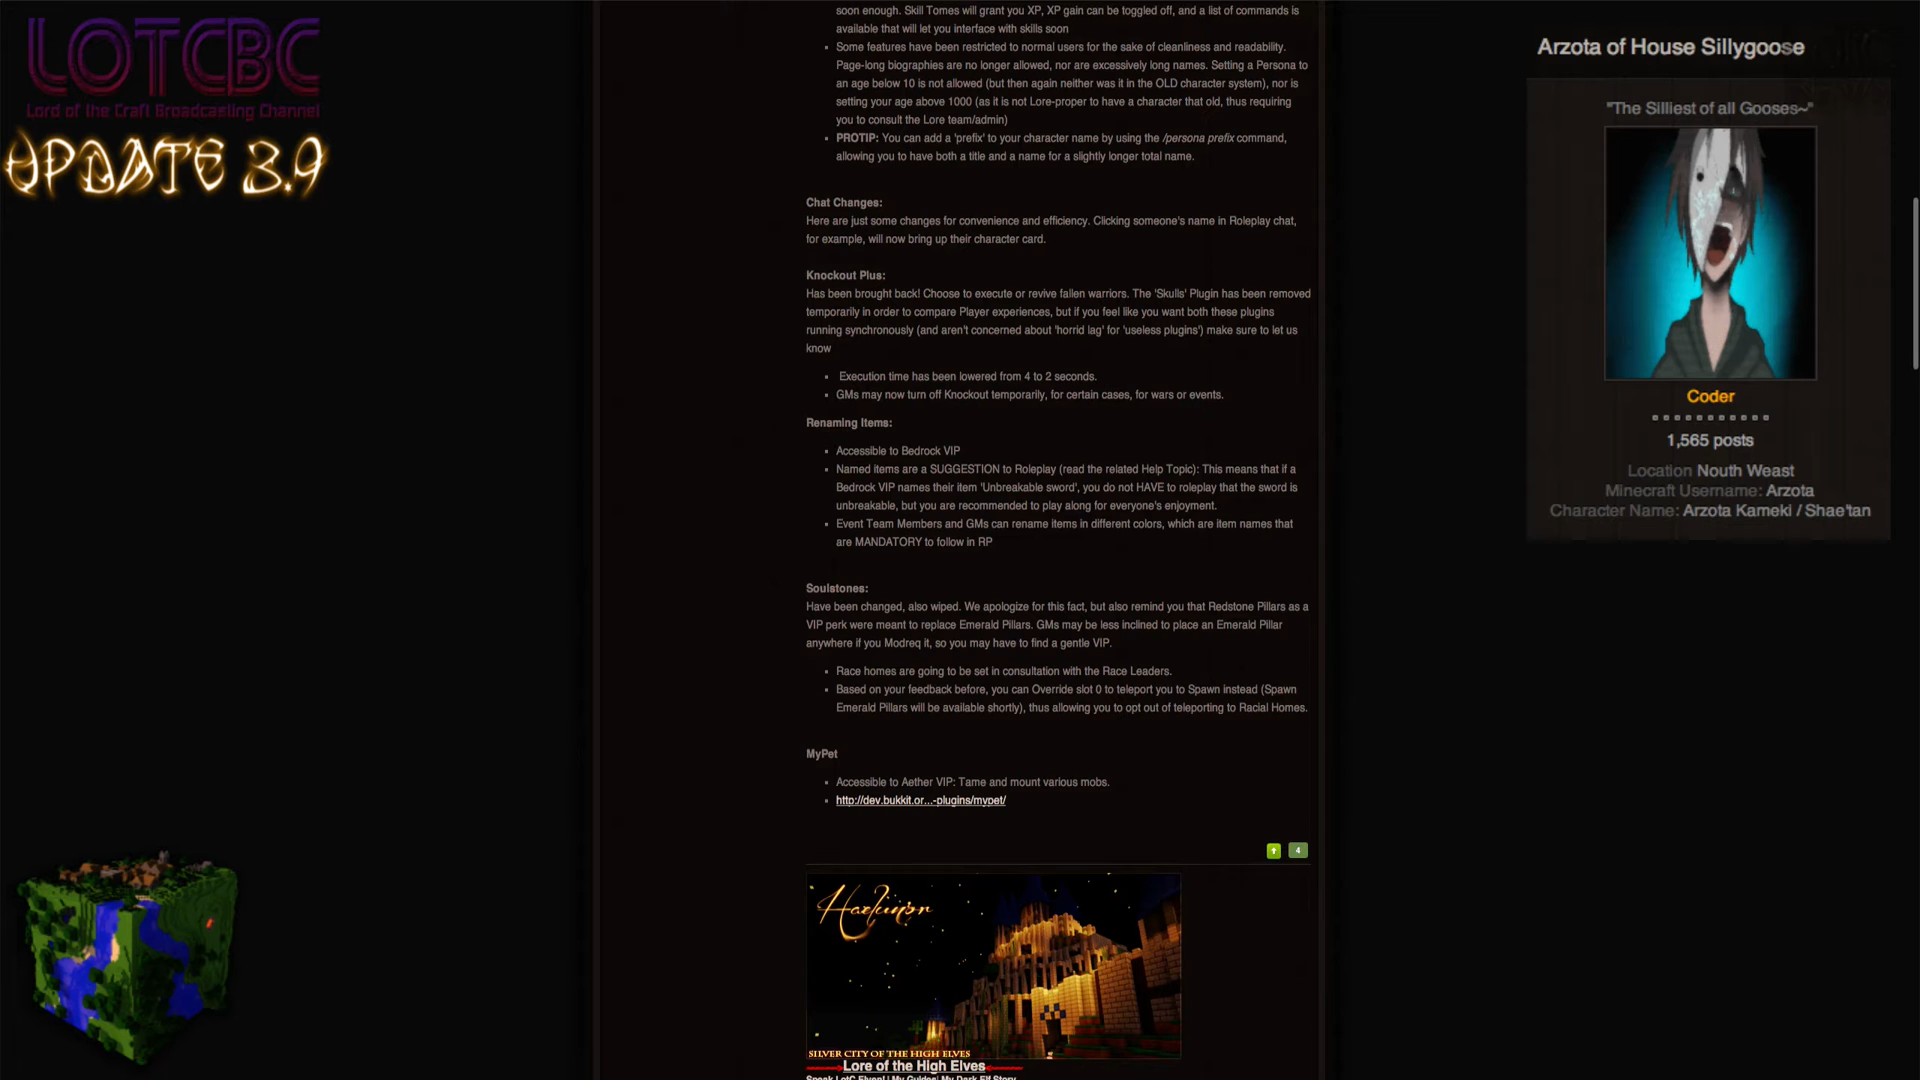 LOTCBC
Lord of the Craft Broadcasting Channel
UPDATE 3.9
soon enough. Skill Tomes will grant you XP, XP gain can be toggled off, and a list of commands is
available that will let you interface with skills soon
Some features have been restricted to normal users for the sake of cleanliness and readability.
Page-long biographies are no longer allowed, nor are excessively long names. Setting a Persona to
an age below 10 is not allowed (but then again neither was it in the OLD character system), nor is
setting your age above 1000 (as it is not Lore-proper to have a character that old, thus requiring
you to consult the Lore team/admin)
PROTIP: You can add a 'prefix' to your character name by using the /persona prefix command,
allowing you to have both a title and a name for a slightly longer total name.
Chat Changes:
Here are just some changes for convenience and efficiency. Clicking someone's name in Roleplay chat,
for example, will now bring up their character card.
Knockout Plus:
Has been brought back! Choose to execute or revive fallen warriors. The 'Skulls' Plugin has been removed
temporarily in order to compare Player experiences, but if you feel like you want both these plugins
running synchronously (and aren't concerned about 'horrid lag' for 'useless plugins') make sure to let us
know
Execution time has been lowered from 4 to 2 seconds.
GMs may now turn off Knockout temporarily, for certain cases, for wars or events.
Renaming Items:
Accessible to Bedrock VIP
Named items are a SUGGESTION to Roleplay (read the related Help Topic): This means that if a
Bedrock VIP names their item 'Unbreakable sword', you do not HAVE to roleplay that the sword is
unbreakable, but you are recommended to play along for everyone's enjoyment.
Event Team Members and GMs can rename items in different colors, which are item names that
are MANDATORY to follow in RP
Soulstones:
Have been changed, also wiped. We apologize for this fact, but also remind you that Redstone Pillars as a
VIP perk were meant to replace Emerald Pillars. GMs may be less inclined to place an Emerald Pillar
anywhere if you Modreq it, so you may have to find a gentle VIP.
Race homes are going to be set in consultation with the Race Leaders.
Based on your feedback before, you can Override slot 0 to teleport you to Spawn instead (Spawn
Emerald Pillars will be available shortly), thus allowing you to opt out of teleporting to Racial Homes.
MyPet
Accessible to Aether VIP: Tame and mount various mobs.
http://dev.bukkit.or...-plugins/mypet/
4
Haelun'or
SILVER CITY OF THE HIGH ELVES
Lore of the High Elves
Speak LotC Elven! | My Guides| My Dark Elf Story
Arzota of House Sillygoose
"The Silliest of all Gooses~"
Coder
1,565 posts
Location Nouth Weast
Minecraft Username: Arzota
Character Name: Arzota Kameki / Shae'tan